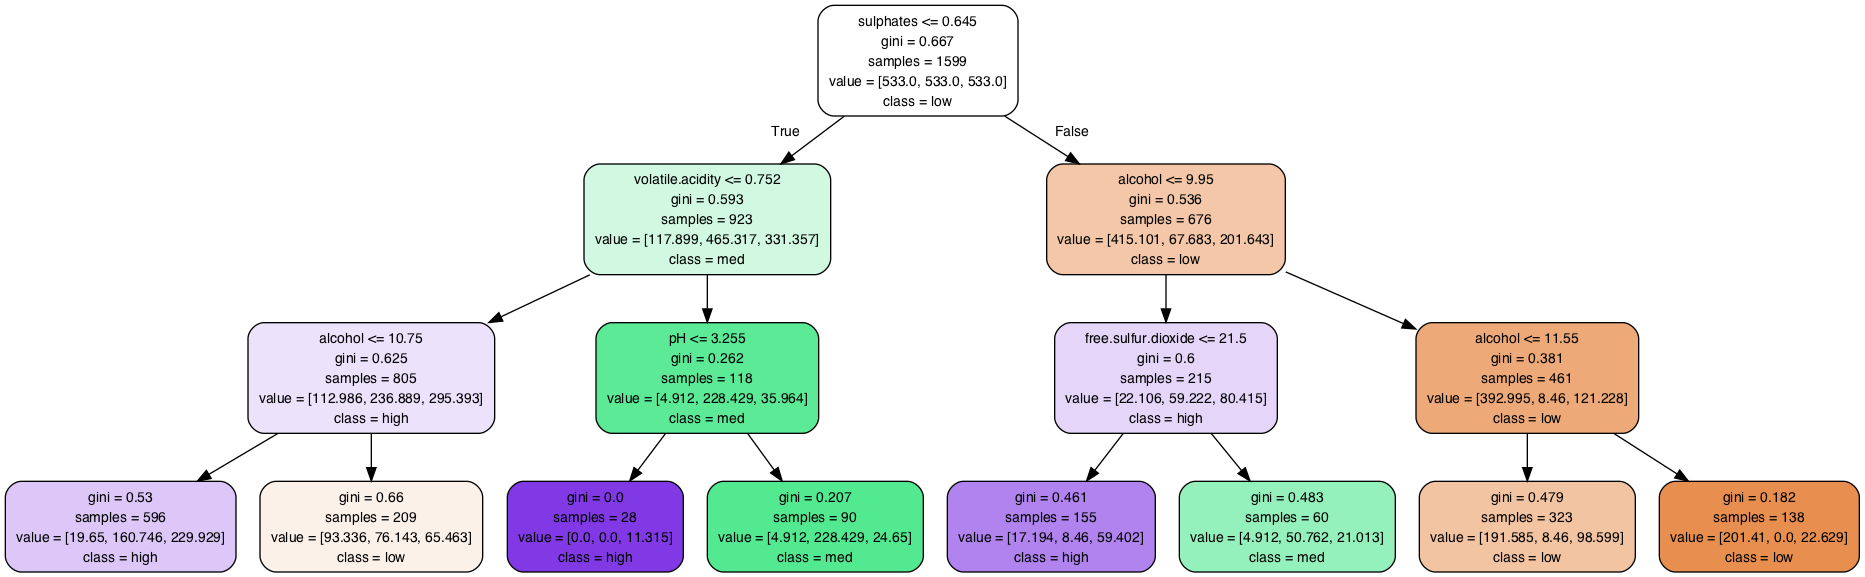 sulphates <= 0.645
gini = 0.667
samples = 1599
value = [533.0, 533.0, 533.0]
class = low
True
False
volatile.acidity <= 0.752
gini = 0.593
samples = 923
value = [117.899, 465.317, 331.357]
class = med
alcohol <= 9.95
gini = 0.536
samples = 676
value = [415.101, 67.683, 201.643]
class = low
alcohol <= 10.75
gini = 0.625
samples = 805
value = [112.986, 236.889, 295.393]
class = high
pH <= 3.255
gini = 0.262
samples = 118
value = [4.912, 228.429, 35.964]
class = med
free.sulfur.dioxide <= 21.5
gini = 0.6
samples = 215
value = [22.106, 59.222, 80.415]
class = high
alcohol <= 11.55
gini = 0.381
samples = 461
value = [392.995, 8.46, 121.228]
class = low
gini = 0.53
samples = 596
value = [19.65, 160.746, 229.929]
class = high
gini = 0.66
samples = 209
value = [93.336, 76.143, 65.463]
class = low
gini = 0.0
samples = 28
value = [0.0, 0.0, 11.315]
class = high
gini = 0.207
samples = 90
value = [4.912, 228.429, 24.65]
class = med
gini = 0.461
samples = 155
value = [17.194, 8.46, 59.402]
class = high
gini = 0.483
samples = 60
value = [4.912, 50.762, 21.013]
class = med
gini = 0.479
samples = 323
value = [191.585, 8.46, 98.599]
class = low
gini = 0.182
samples = 138
value = [201.41, 0.0, 22.629]
class = low